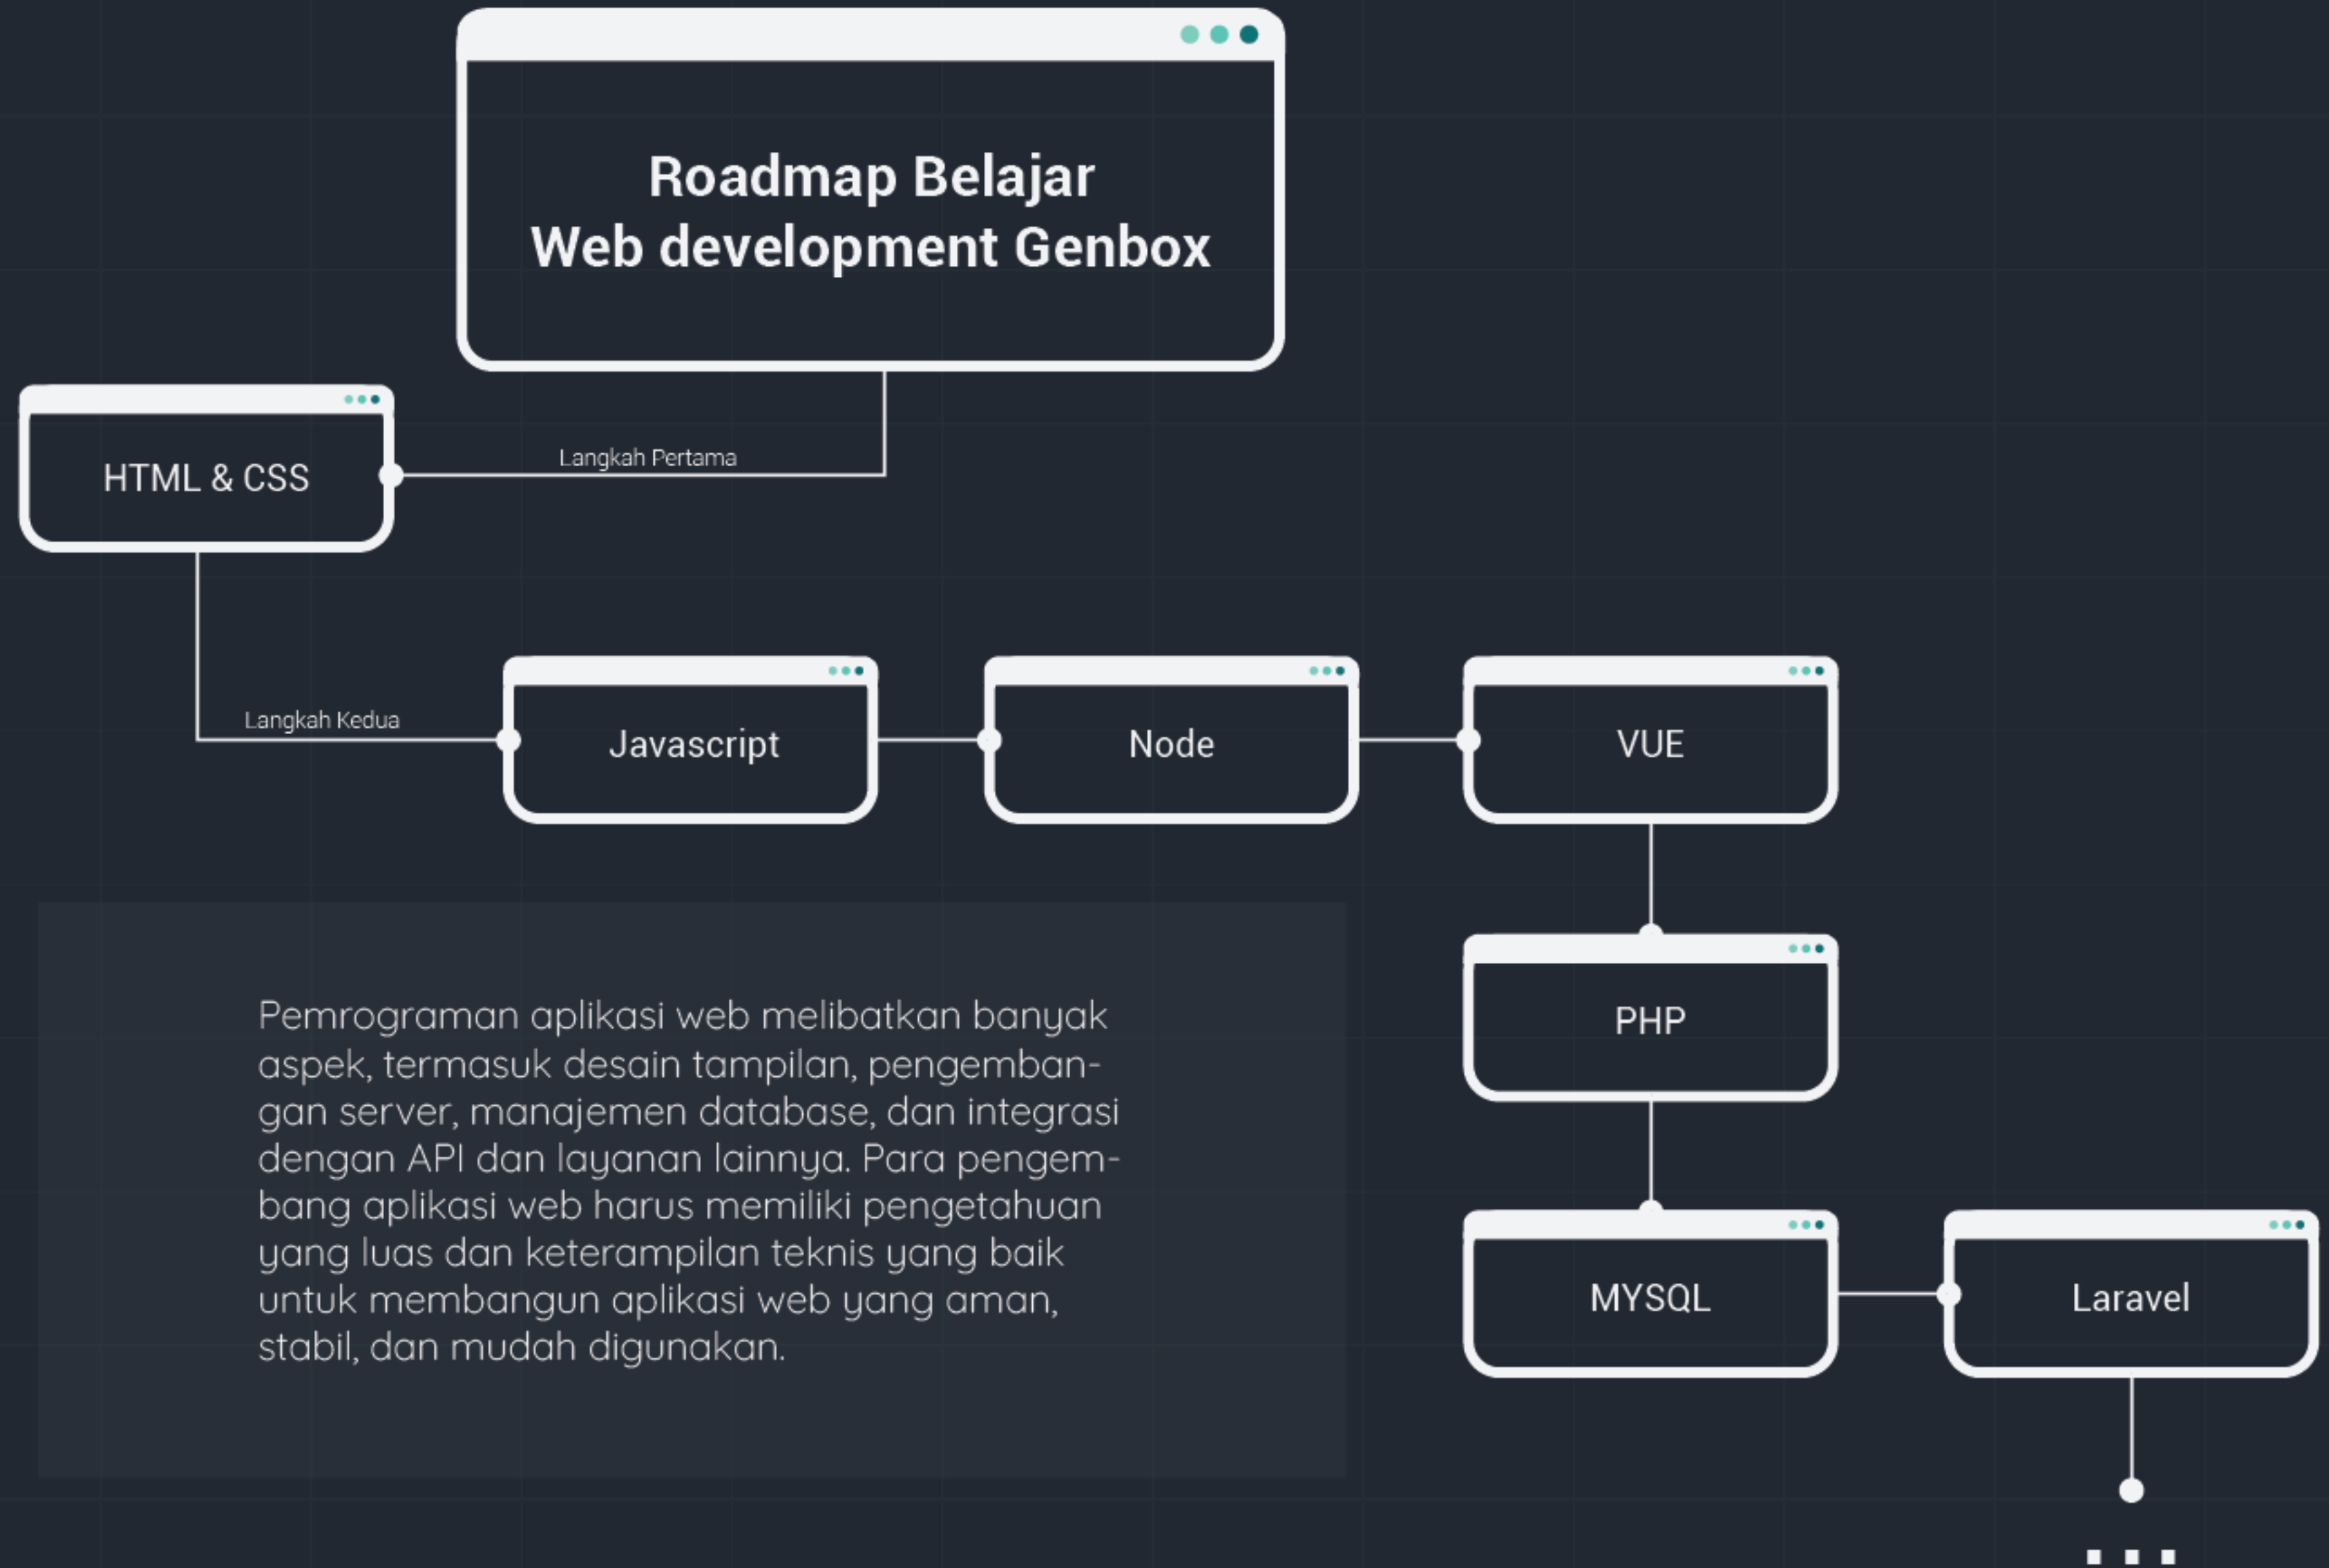 Roadmap Belajar
Web development Genbox
Langkah Pertama
HTML & CSS
Langkah Kedua
Javascript
Node
VUE
PHP
Pemrograman aplikasi web melibatkan banyak
aspek, termasuk desain tampilan, pengemban-
gan server, manajemen database, dan integrasi
dengan API dan layanan lainnya. Para pengem-
bang aplikasi web harus memiliki pengetahuan
yang luas dan keterampilan teknis yang baik
untuk membangun aplikasi web yang aman,
stabil, dan mudah digunakan.
MYSQL
Laravel
...